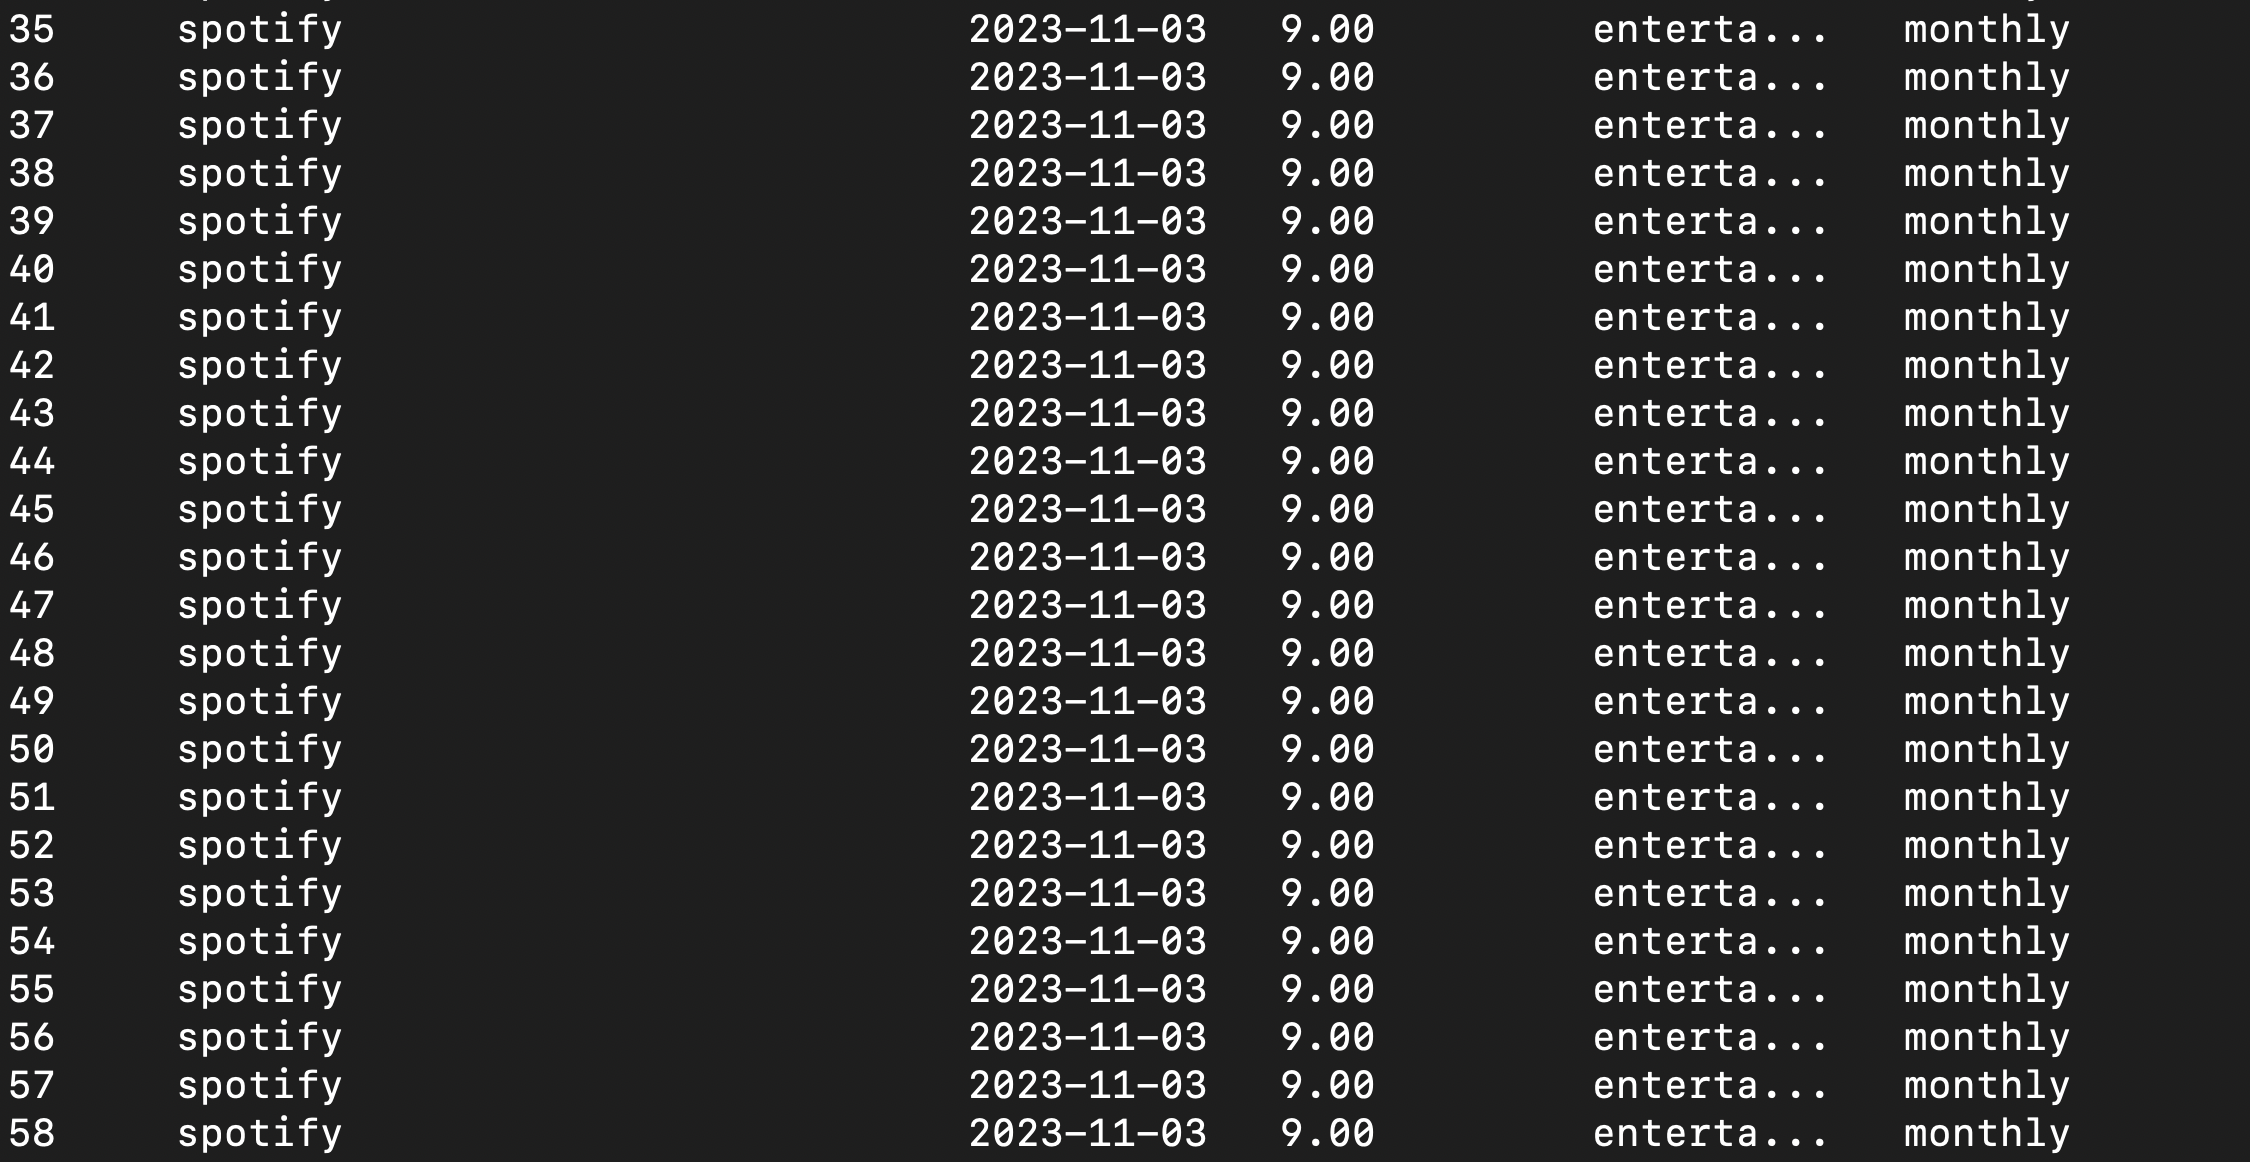 35 spotify 2023-11-03 9.00 enterta... monthly
36 spotify 2023-11-03 9.00 enterta... monthly
37 spotify 2023-11-03 9.00 enterta... monthly
38 spotify 2023-11-03 9.00 enterta... monthly
39 spotify 2023-11-03 9.00 enterta... monthly
40 spotify 2023-11-03 9.00 enterta... monthly
41 spotify 2023-11-03 9.00 enterta... monthly
42 spotify 2023-11-03 9.00 enterta... monthly
43 spotify 2023-11-03 9.00 enterta... monthly
44 spotify 2023-11-03 9.00 enterta... monthly
45 spotify 2023-11-03 9.00 enterta... monthly
46 spotify 2023-11-03 9.00 enterta... monthly
47 spotify 2023-11-03 9.00 enterta... monthly
48 spotify 2023-11-03 9.00 enterta... monthly
49 spotify 2023-11-03 9.00 enterta... monthly
50 spotify 2023-11-03 9.00 enterta... monthly
51 spotify 2023-11-03 9.00 enterta... monthly
52 spotify 2023-11-03 9.00 enterta... monthly
53 spotify 2023-11-03 9.00 enterta... monthly
54 spotify 2023-11-03 9.00 enterta... monthly
55 spotify 2023-11-03 9.00 enterta... monthly
56 spotify 2023-11-03 9.00 enterta... monthly
57 spotify 2023-11-03 9.00 enterta... monthly
58 spotify 2023-11-03 9.00 enterta... monthly